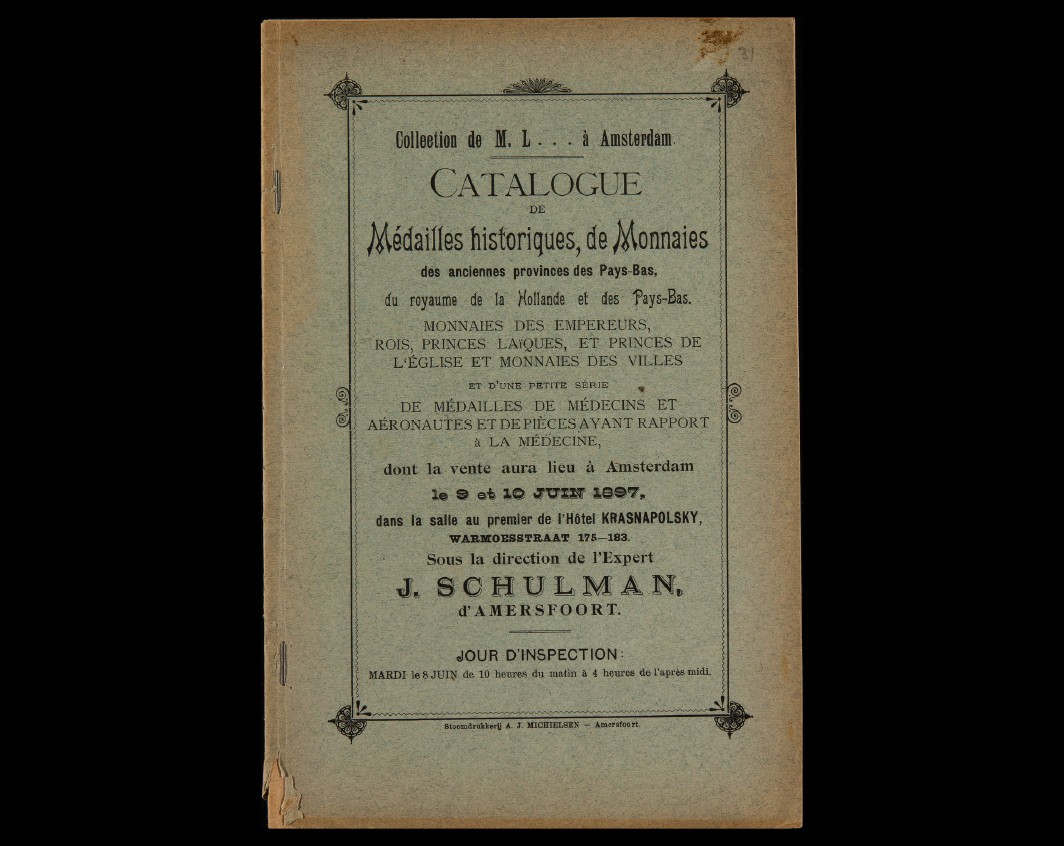 31
Collection de M. L . . . à Amsterdam.
CATALOGUE
DE
Médailles historiques, de Monnaies
des anciennes provinces des Pays-Bas,
du royaume de la Hollande et des Pays-Bas.
MONNAIES DES EMPEREURS,
ROIS, PRINCES LAïQUES, ET PRINCES DE
L'ÉGLISE ET MONNAIES DES VILLES
ET D'UNE PETITE SÉRIE
DE MÉDAILLES DE MÉDECINS ET
AÉRONAUTES ET DE PIÈCES AYANT RAPPORT
à LA MÉDECINE,
dont la vente aura lieu à Amsterdam
le 9 et 10 JUIN 1897,
dans la salle au premier de l'Hôtel KRASNAPOLSKY,
WARMOESSTRAAT 175—183.
Sous la direction de l'Expert
J. SCHULMAN,
d'AMERSFOORT.
JOUR D'INSPECTION:
MARDI le 8 JUIN de 10 heures du matin à 4 heures de l'après midi.
Stoomdrukkerij A. J. MICHIELSEN — Amersfoort.